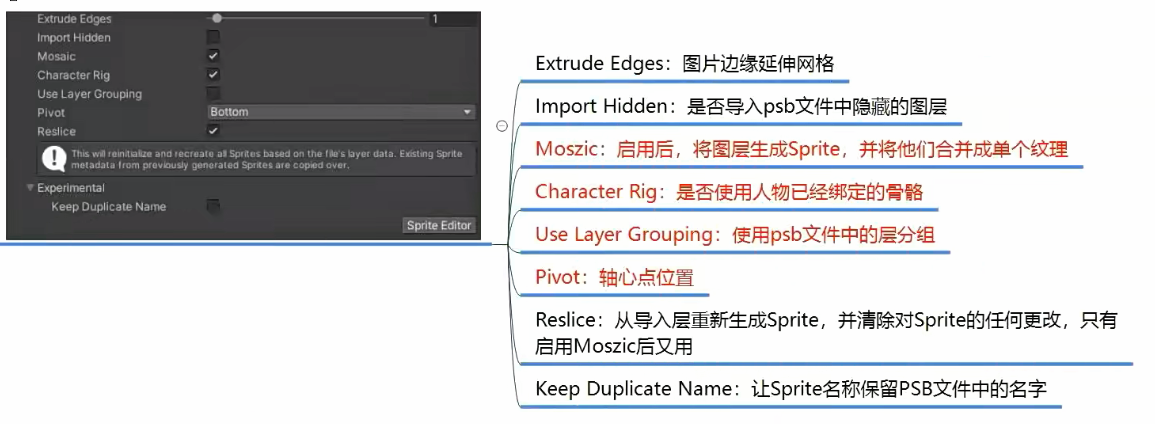 Extrude Edges
1
Import Hidden
Mosaic
Character Rig
Use Layer Grouping
Pivot
Bottom
Reslice
This will reinitialize and recreate all Sprites based on the file's layer data. Existing Sprite
metadata from previously generated Sprites are copied over.
Experimental
Keep Duplicate Name
Sprite Editor
Extrude Edges：图片边缘延伸网格
Import Hidden：是否导入psb文件中隐藏的图层
Moszic：启用后，将图层生成Sprite，并将他们合并成单个纹理
Character Rig：是否使用人物已经绑定的骨骼
Use Layer Grouping：使用psb文件中的层分组
Pivot：轴心点位置
Reslice：从导入层重新生成Sprite，并清除对Sprite的任何更改，只有
启用Moszic后又用
Keep Duplicate Name：让Sprite名称保留PSB文件中的名字